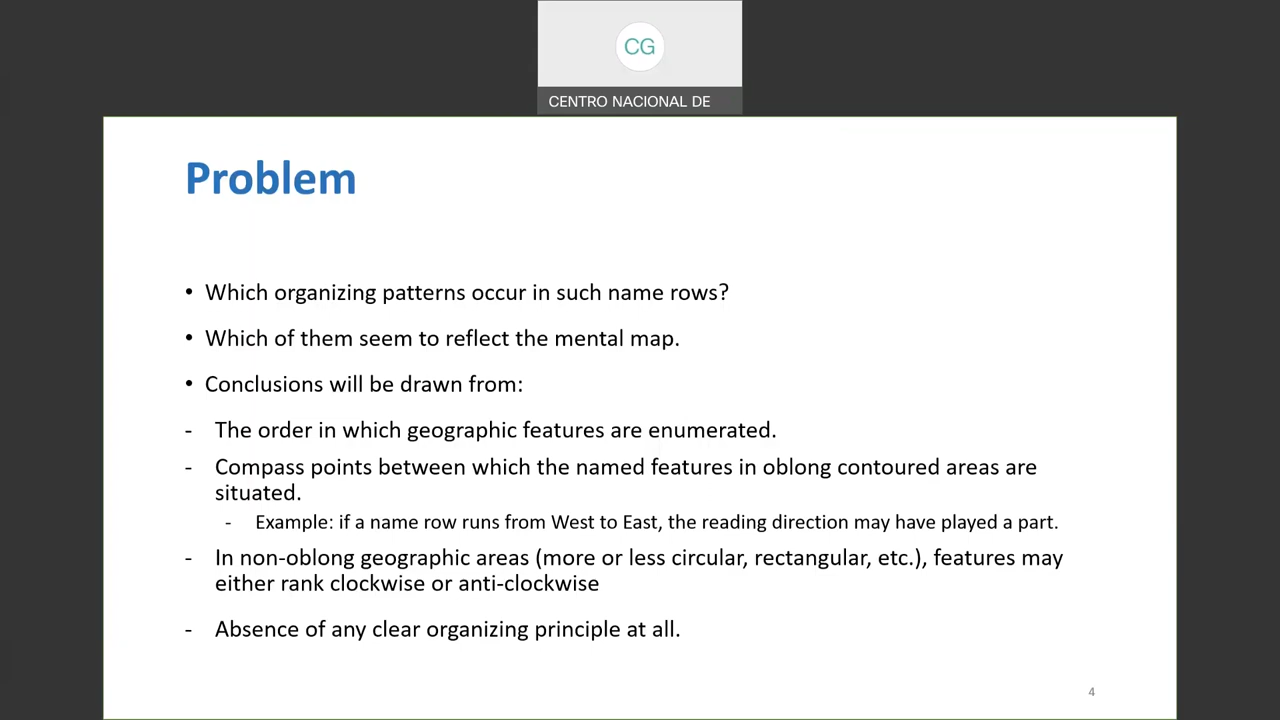 CG
CENTRO NACIONAL DE
Problem
• Which organizing patterns occur in such name rows?
• Which of them seem to reflect the mental map.
• Conclusions will be drawn from:
- The order in which geographic features are enumerated.
- Compass points between which the named features in oblong contoured areas are
situated.
- Example: if a name row runs from West to East, the reading direction may have played a part.
- In non-oblong geographic areas (more or less circular, rectangular, etc.), features may
either rank clockwise or anti-clockwise
- Absence of any clear organizing principle at all.
4